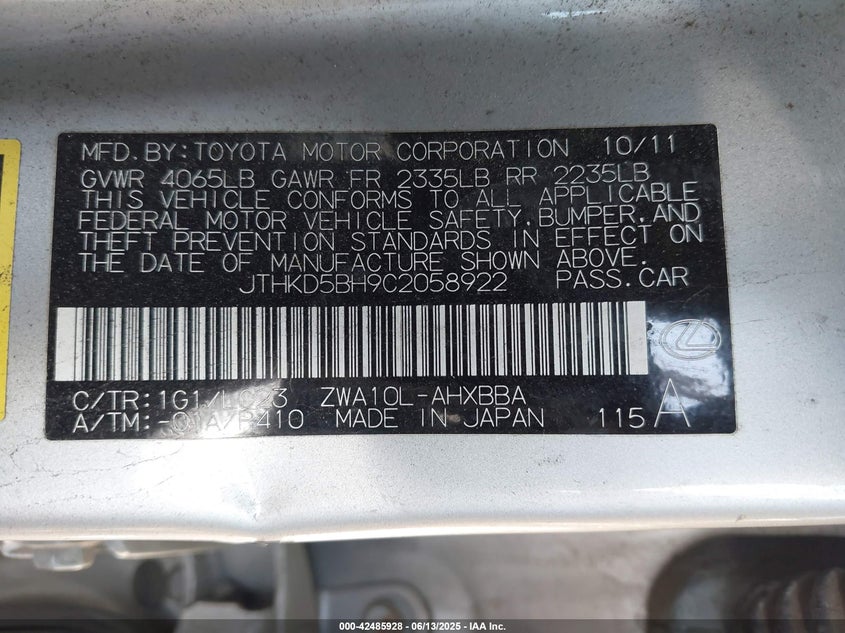 MFD.BY:TOYOTA MOTOR CORPORATION 10/11
GVWR 4065LB GAWR FR 2335LB RR 2235LB
THIS VEHICLE CONFORMS TO ALL APPLICABLE
FEDERAL MOTOR VEHICLE SAFETY,BUMPER,AND
THEFT PREVENTION STANDARDS IN EFFECT ON
THE DATE OF MANUFACTURE SHOWN ABOVE.
JTHKD5BH9C2058922 PASS.CAR
C/TR:1G1/LC23 ZWA10L-AHXBBA
A/TM:-01A/P410 MADE IN JAPAN 115 A
000-42485928 - 06/13/2025 - IAA Inc.